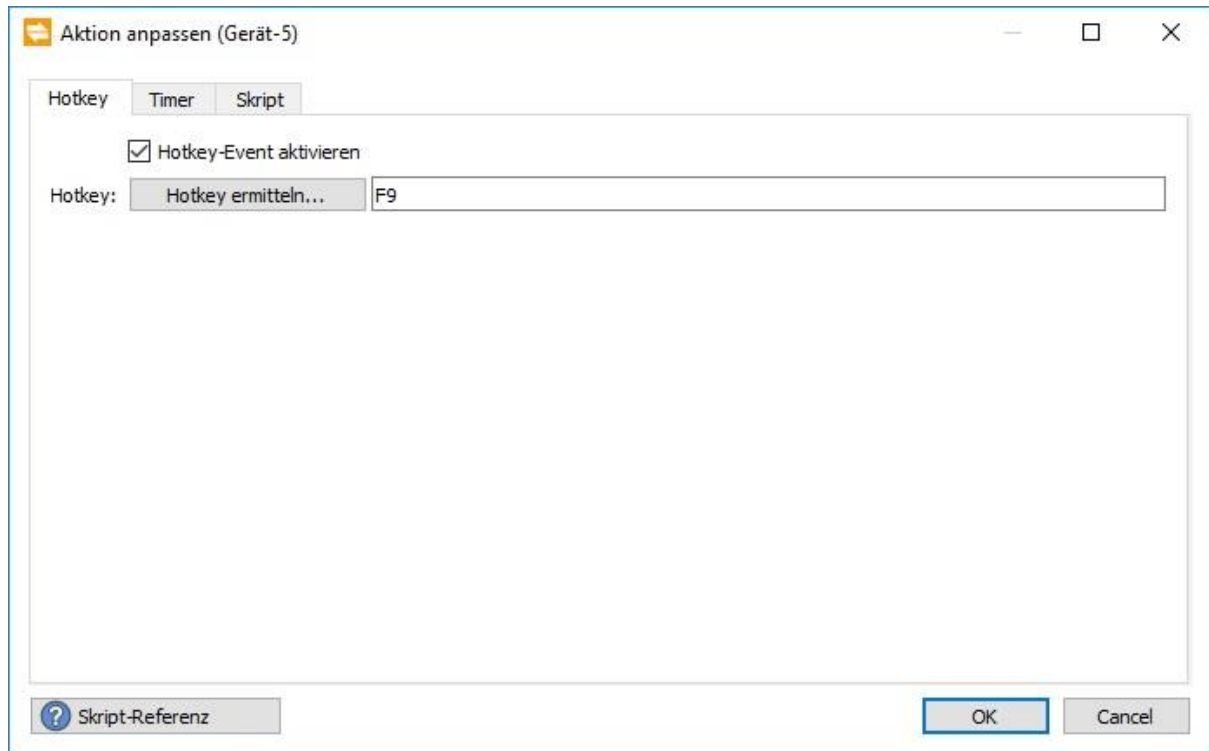 Aktion anpassen (Gerät-5)
Hotkey Timer Skript
Hotkey-Event aktivieren
Hotkey: Hotkey ermitteln... F9
Skript-Referenz OK Cancel